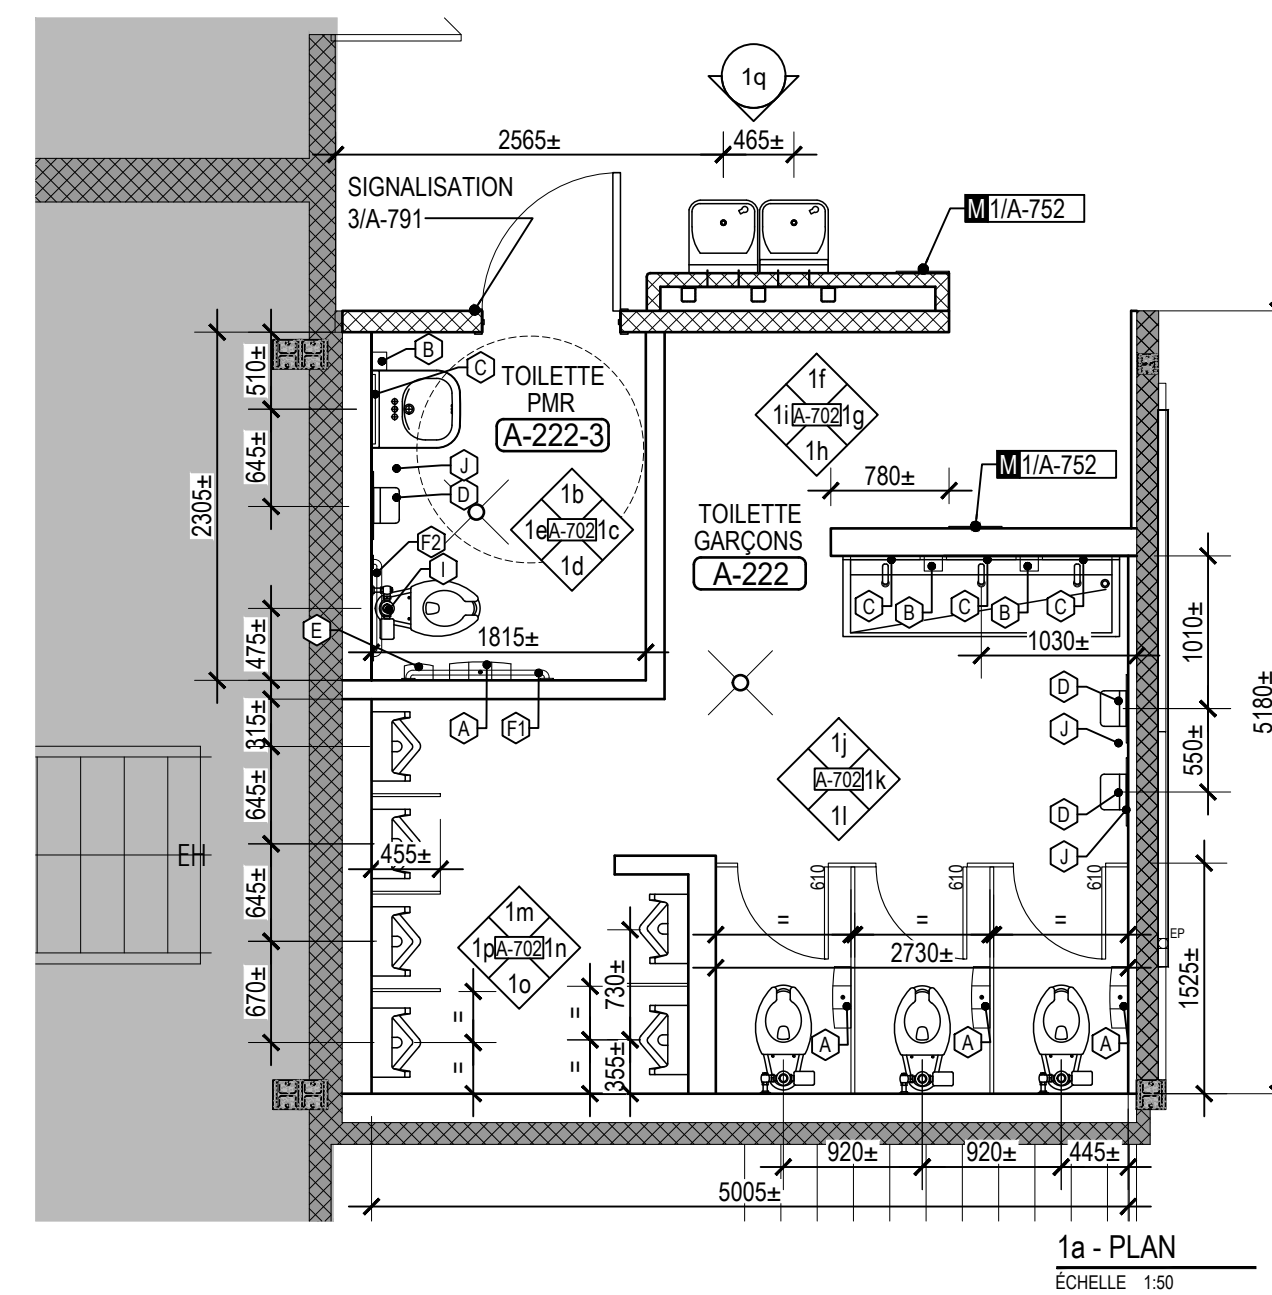 1q
2565±
465±
SIGNALISATION
3/A-791
M 1/A-752
B
C
TOILETTE
PMR
A-222-3
1f
1i A-702 1g
1h
510±
645±
2305±
J
D
1b
1e A-702 1c
1d
M 1/A-752
780±
TOILETTE
GARÇONS
A-222
F2
I
C
B
C
B
C
E
1815±
1030±
1010±
475±
A
F1
D
J
550±
5180±
315±
1j
A-702 1k
1l
645±
D
J
EH
455±
610
610
610
645±
1m
1p A-702 1n
1o
=
=
=
EP
2730±
730±
1525±
670±
=
=
A
A
A
=
=
355±
920±
920±
445±
5005±
1a - PLAN
ÉCHELLE 1:50